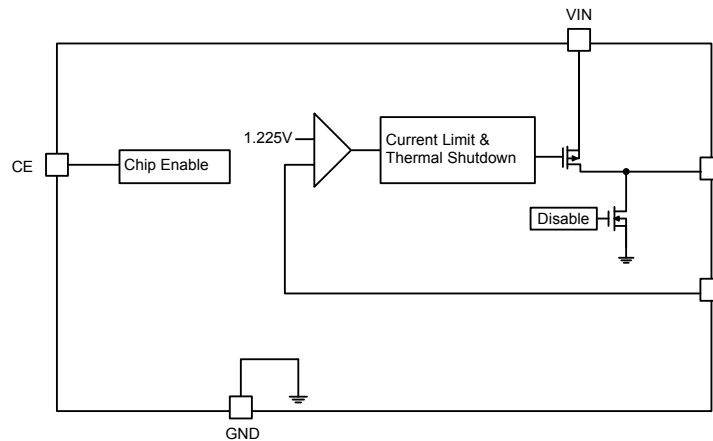 VIN
1.225V
Current Limit &
Thermal Shutdown
CE
Chip Enable
Disable
GND